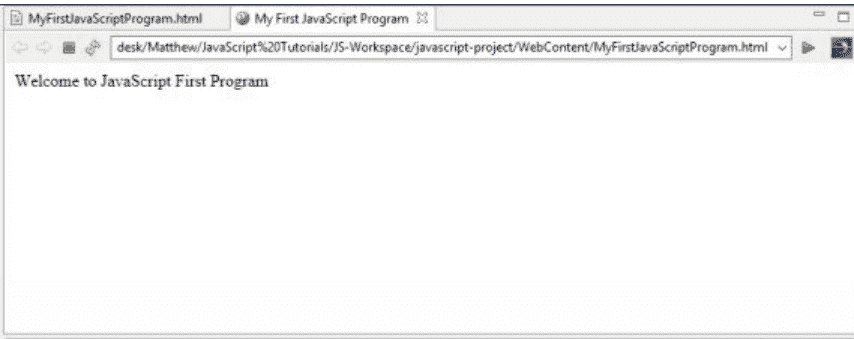 MyFirstJavaScriptProgram.html
My First JavaScript Program
desk/Matthew/JavaScript%20Tutorials/JS-Workspace/javascript-project/WebContent/MyFirstJavaScriptProgram.html
Welcome to JavaScript First Program